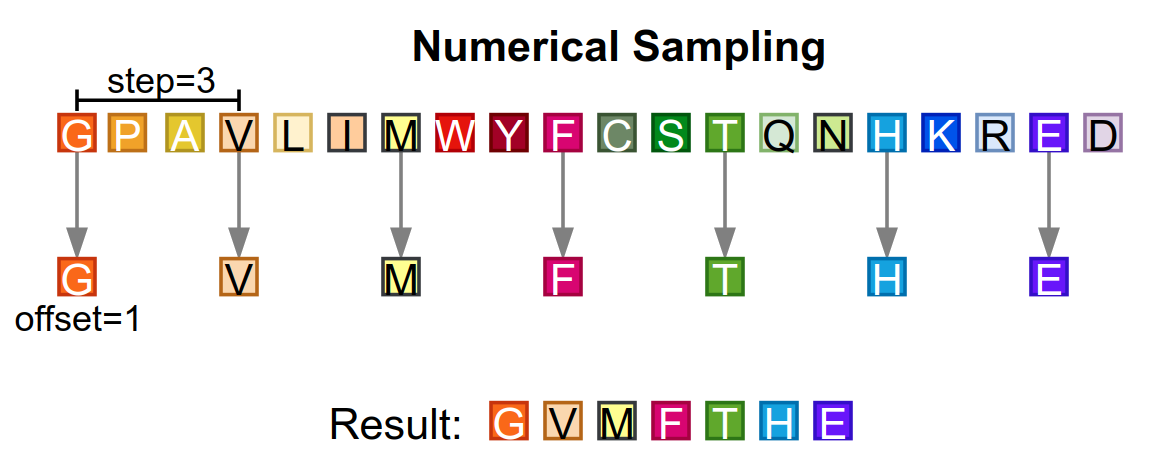 Numerical Sampling
step=3
G P A V L I M W Y F C S T Q N H K R E D
G V M F T H E
offset=1
Result: G V M F T H E